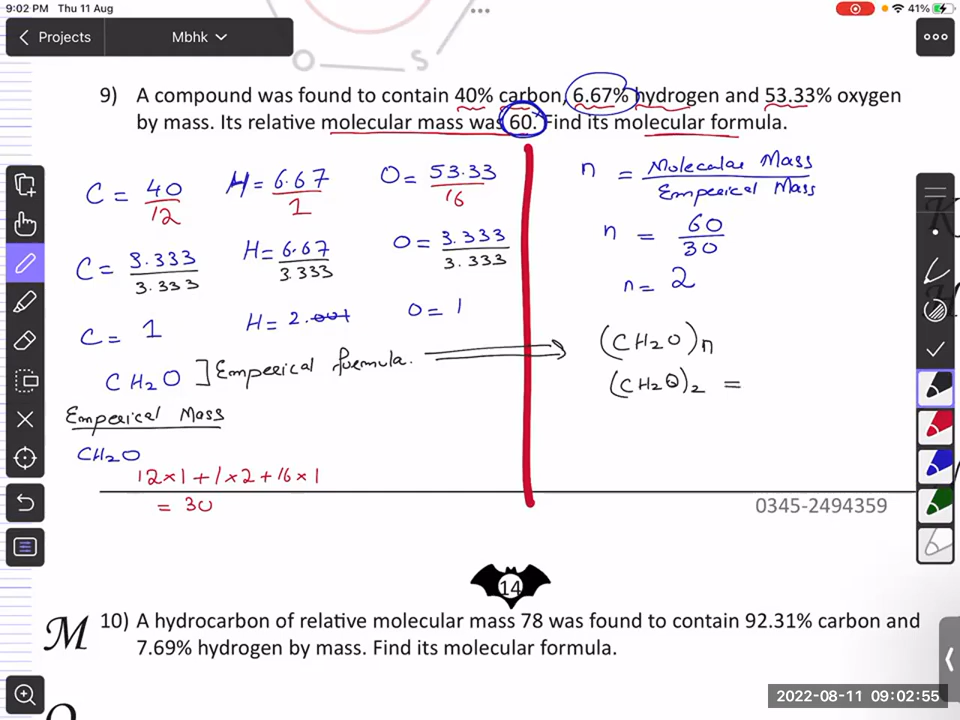 9:02 PM Thu 11 Aug
41%
Projects
Mbhk
S
O
9) A compound was found to contain 40% carbon, 6.67% hydrogen and 53.33% oxygen
by mass. Its relative molecular mass was 60. Find its molecular formula.
C = 40/12 H = 6.67/1 O = 53.33/16
C = 3.333/3.333 H = 6.67/3.333 O = 3.333/3.333
C = 1 H = 2.001 O = 1
CH2O ] Emperical formula.
Emperical Mass
CH2O
12×1 + 1×2 + 16×1
= 30
n = Molecular Mass/Emperical Mass
n = 60/30
n = 2
(CH2O)n
(CH2O)2 =
0345-2494359
14
M
10) A hydrocarbon of relative molecular mass 78 was found to contain 92.31% carbon and
7.69% hydrogen by mass. Find its molecular formula.
2022-08-11 09:02:55